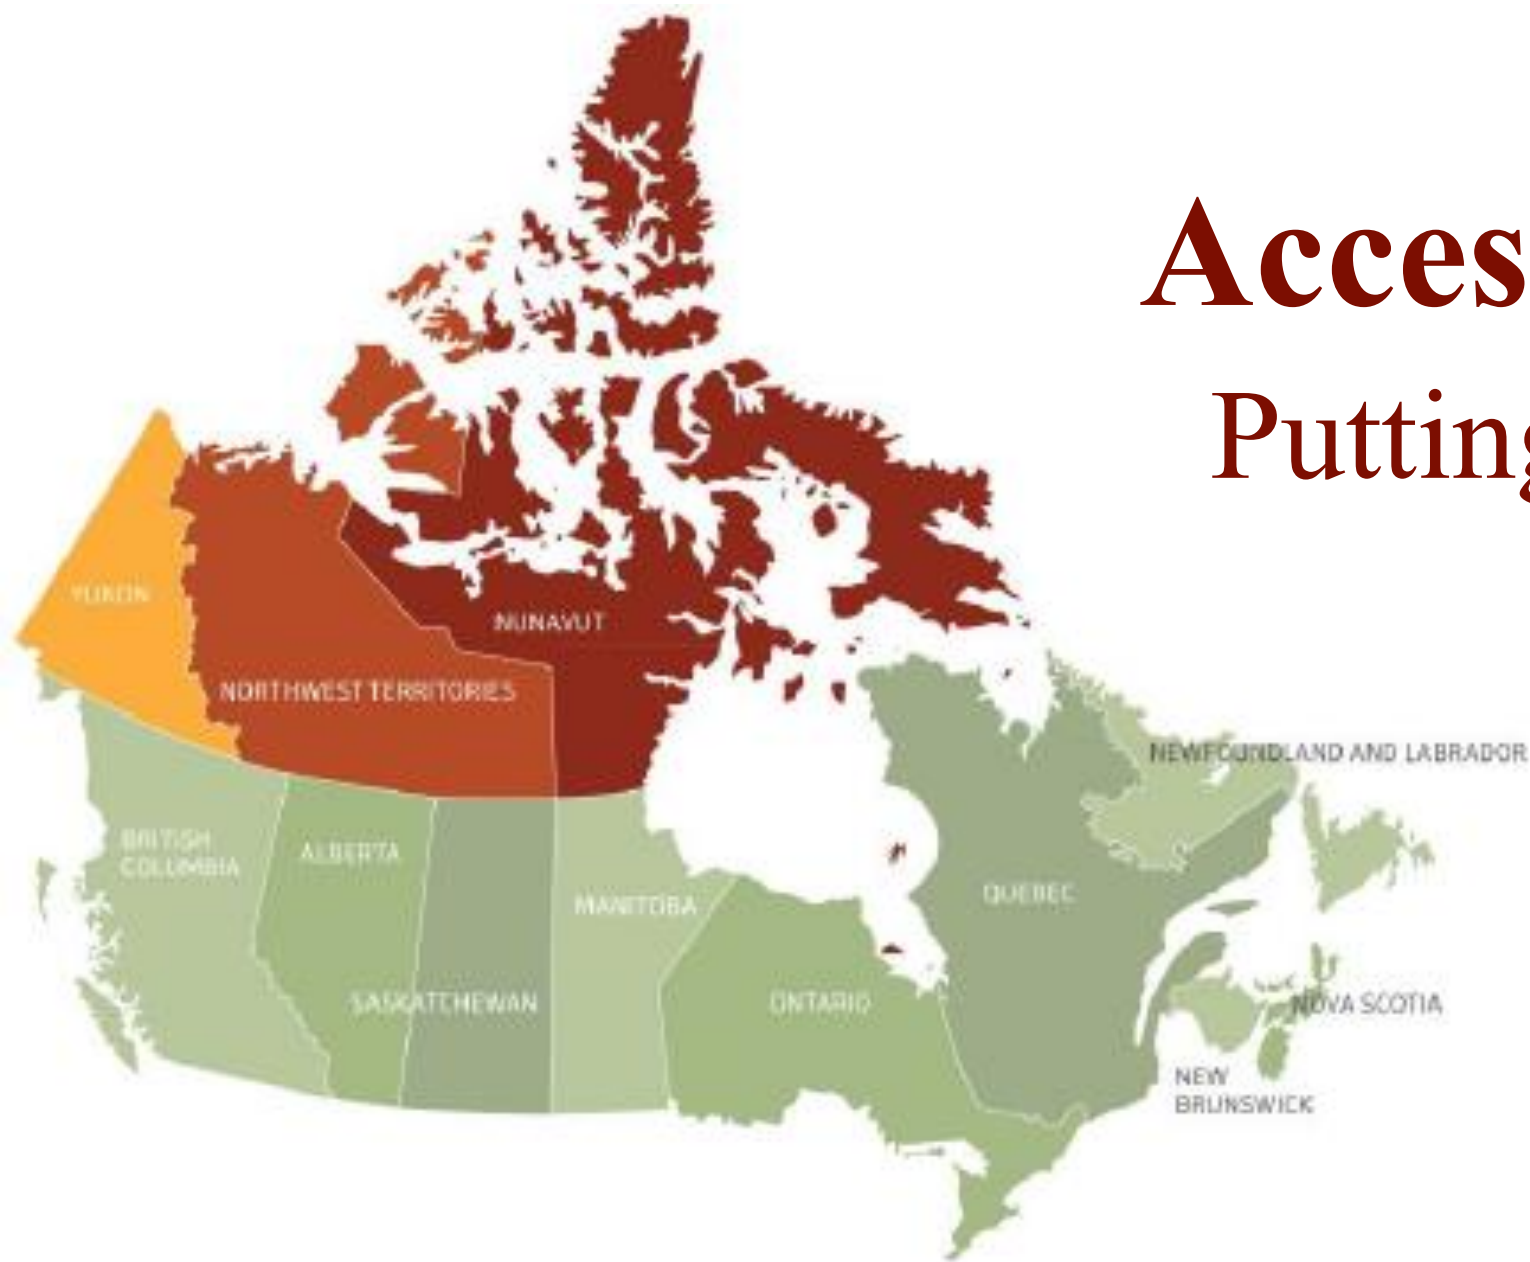 Acces
Putting
YUKON
NUNAVUT
NORTHWEST TERRITORIES
NEWFOUNDLAND AND LABRADOR
BRITISH
COLUMBIA
ALBERTA
MANITOBA
QUEBEC
SASKATCHEWAN
ONTARIO
NOVA SCOTIA
NEW
BRUNSWICK